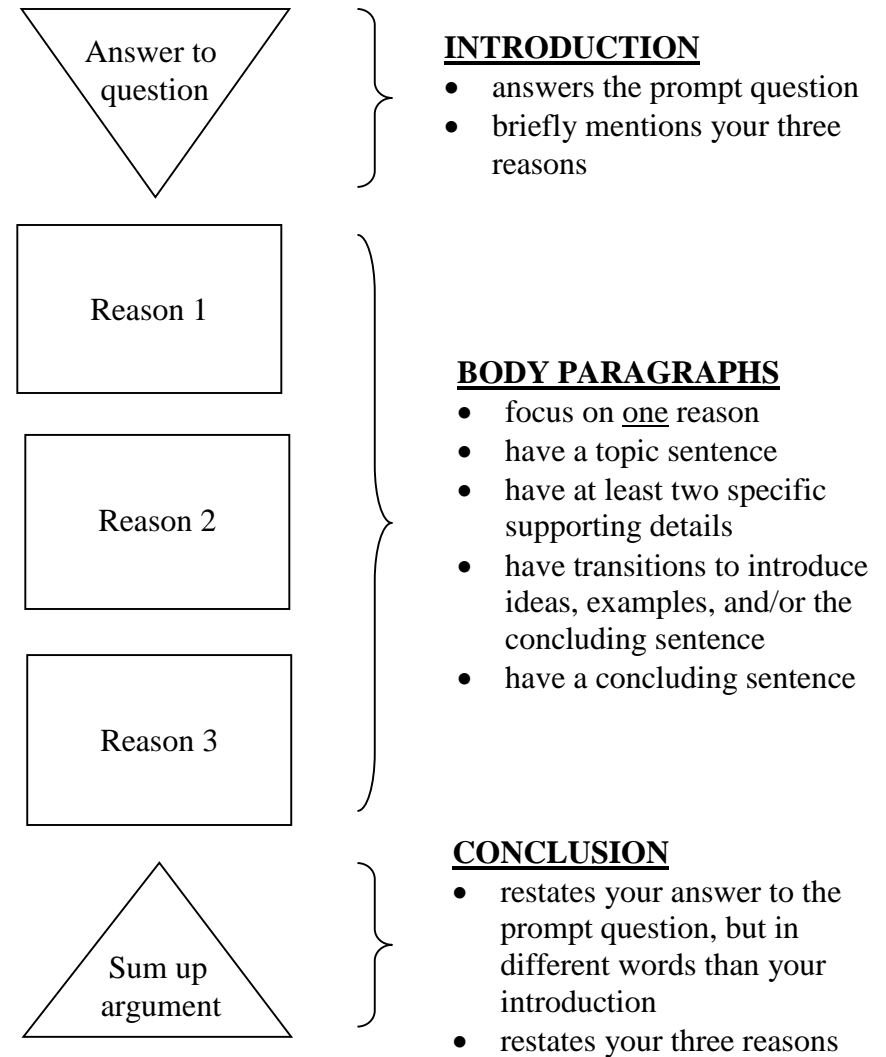 Answer to
question
INTRODUCTION
• answers the prompt question
• briefly mentions your three
reasons
Reason 1
Reason 2
Reason 3
BODY PARAGRAPHS
• focus on one reason
• have a topic sentence
• have at least two specific
supporting details
• have transitions to introduce
ideas, examples, and/or the
concluding sentence
• have a concluding sentence
Sum up
argument
CONCLUSION
• restates your answer to the
prompt question, but in
different words than your
introduction
• restates your three reasons